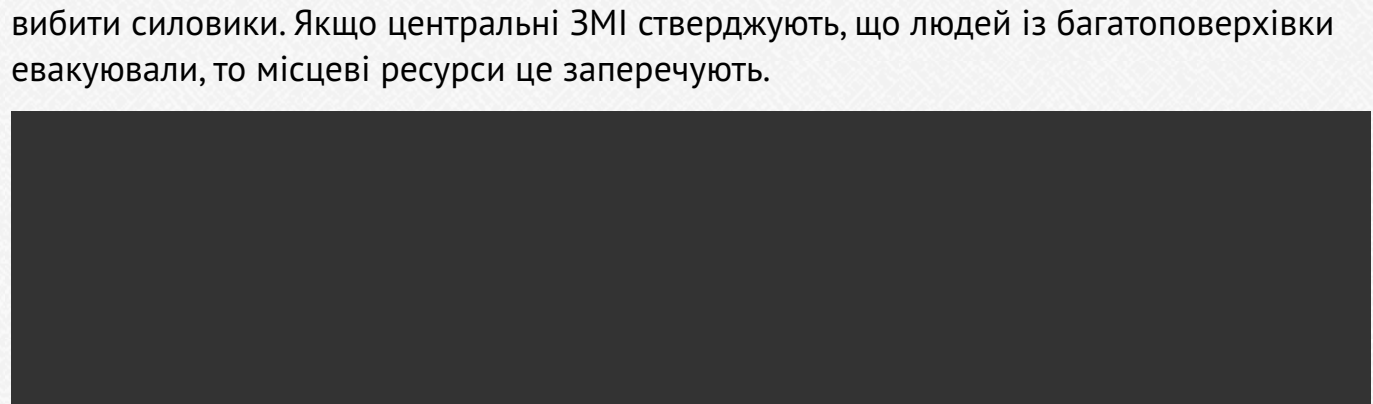 вибити силовики. Якщо центральні ЗМІ стверджують, що людей із багатоповерхівки
евакуювали, то місцеві ресурси це заперечують.